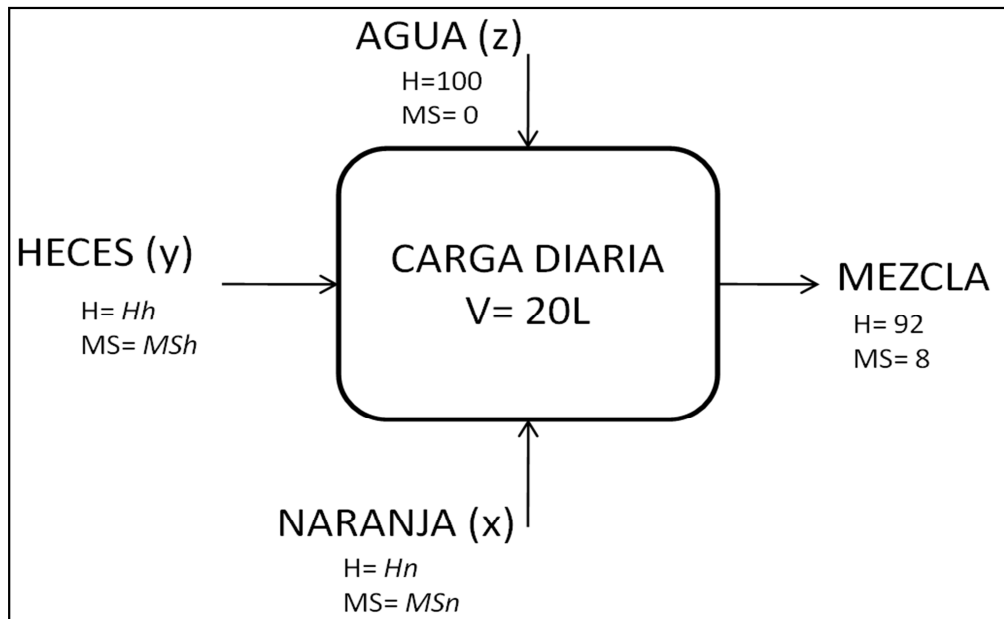 AGUA (z)
H=100
MS= 0
HECES (y)
H= Hh
MS= MSh
CARGA DIARIA
V= 20L
MEZCLA
H= 92
MS= 8
NARANJA (x)
H= Hn
MS= MSn